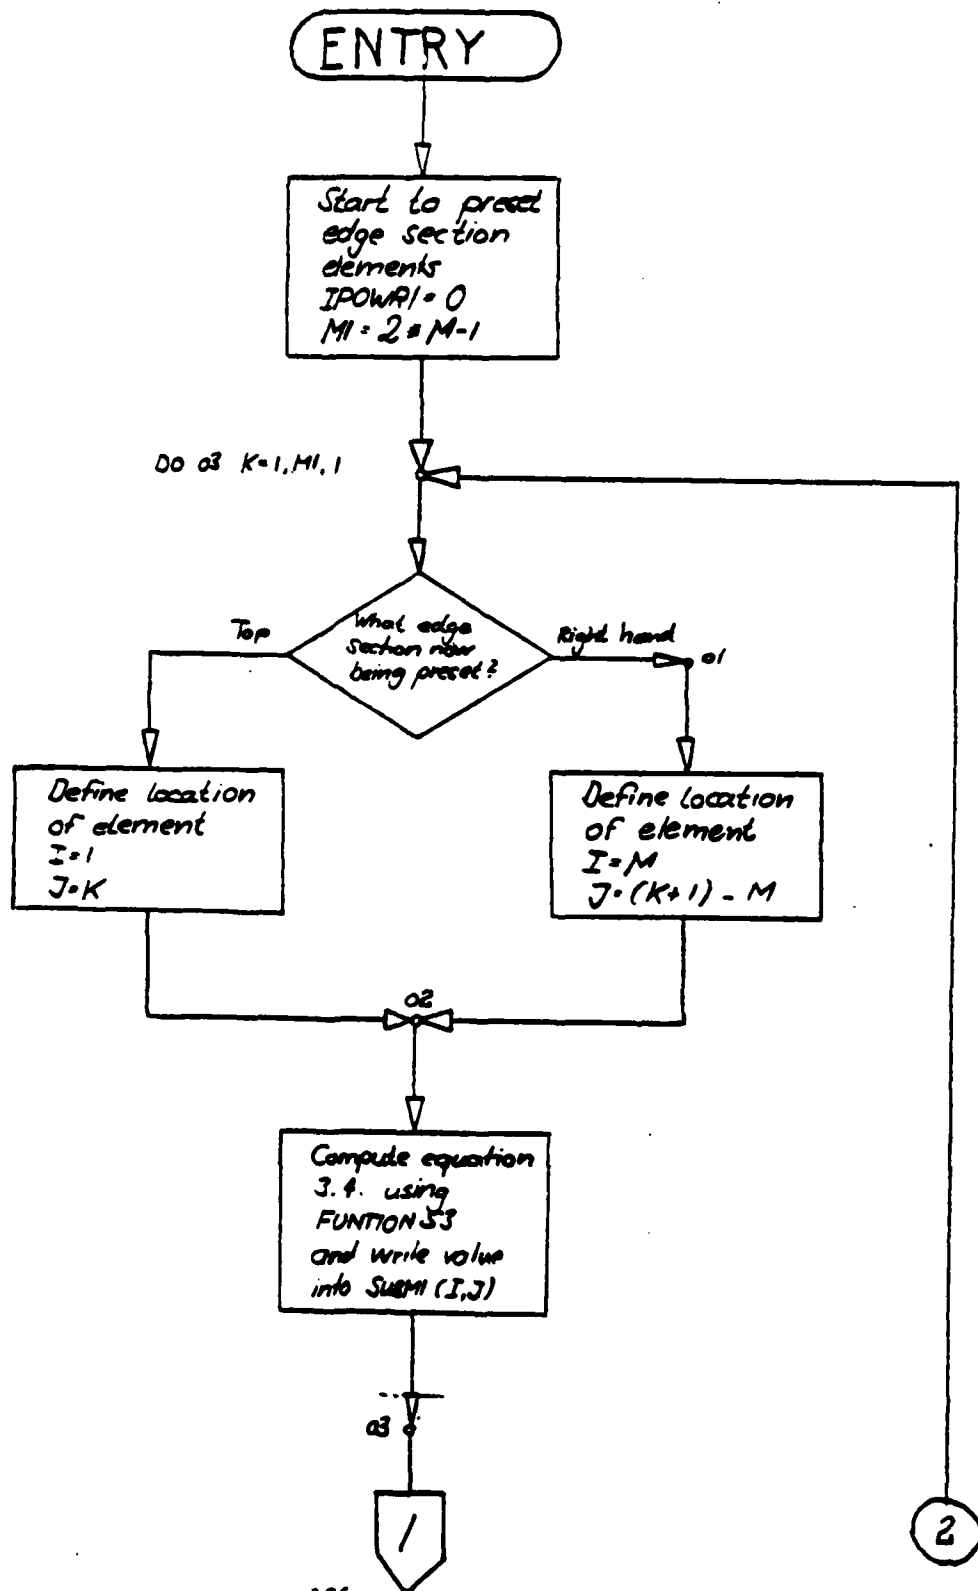 ENTRY
Start to preset
edge section
elements
IPOWR1 = 0
M1 = 2 * M-1
DO 03 K=1, M1, 1
Top
What edge
section now
being preset?
Right hand
01
Define location
of element
I=1
J=K
Define location
of element
I=M
J=(K+1) - M
02
Compute equation
3.4. using
FUNTION S3
and write value
into SUBM1 (I,J)
03
1
2